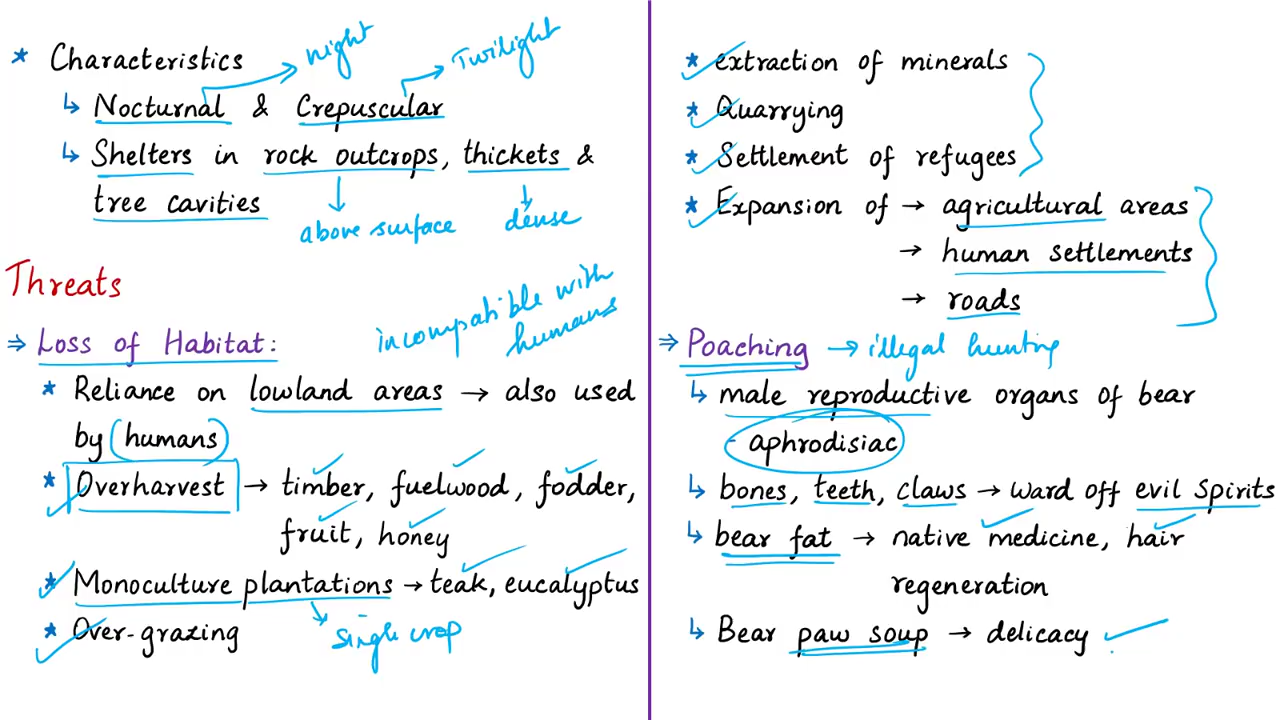 * Characteristics
night
Twilight
↳ Nocturnal & Crepuscular
↳ Shelters in rock outcrops, thickets &
tree cavities
above surface
dense
Threats
incompatible with
humans
⇒ Loss of Habitat:
* Reliance on lowland areas → also used
by (humans)
* Overharvest → timber, fuelwood, fodder,
fruit, honey
* Monoculture plantations → teak, eucalyptus
* Over-grazing
single crop
* extraction of minerals
* Quarrying
* Settlement of refugees
* Expansion of → agricultural areas
→ human settlements
→ roads
⇒ Poaching → illegal hunting
↳ male reproductive organs of bear
- aphrodisiac
↳ bones, teeth, claws → ward off evil spirits
↳ bear fat → native medicine, hair
regeneration
↳ Bear paw soup → delicacy